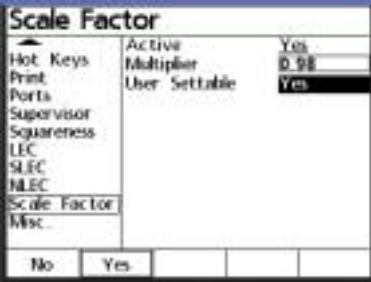 Scale Factor
Hot Keys
Print
Ports
Supervisor
Squareness
LEC
SLEC
NLEC
Scale Factor
Misc
Active Yes
Multiplier 0.98
User Settable Yes
No Yes